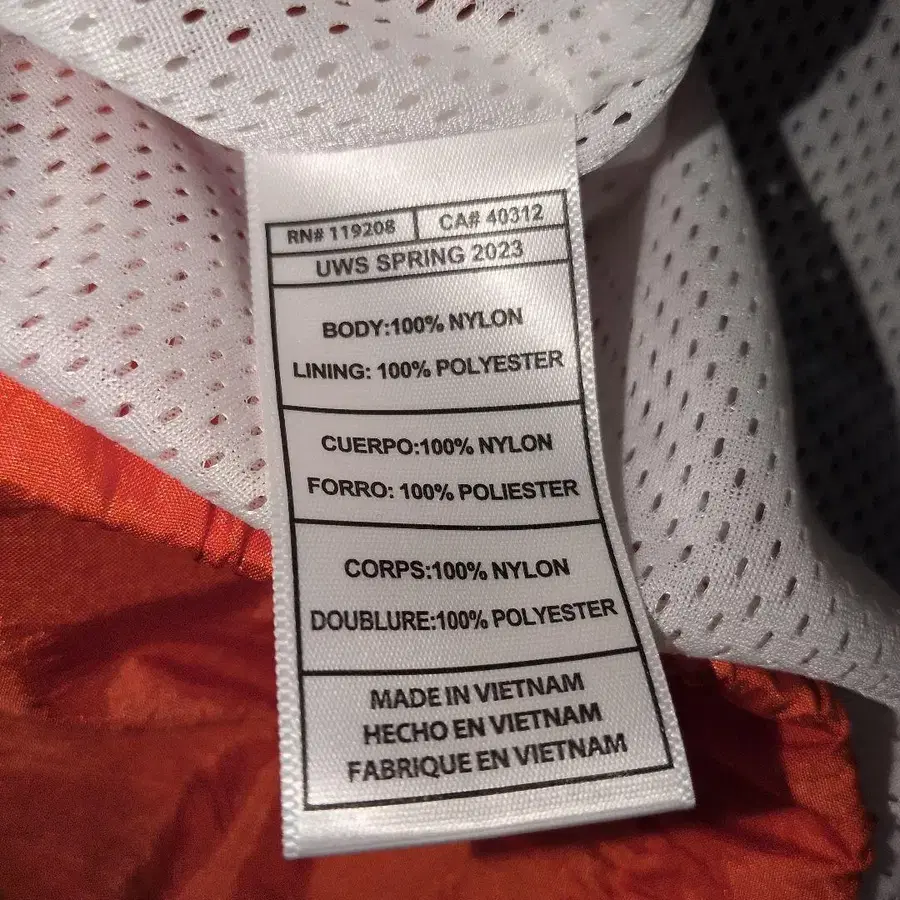 RN# 119208 CA# 40312
UWS SPRING 2023
BODY:100% NYLON
LINING: 100% POLYESTER
CUERPO:100% NYLON
FORRO: 100% POLIESTER
CORPS:100% NYLON
DOUBLURE:100% POLYESTER
MADE IN VIETNAM
HECHO EN VIETNAM
FABRIQUE EN VIETNAM